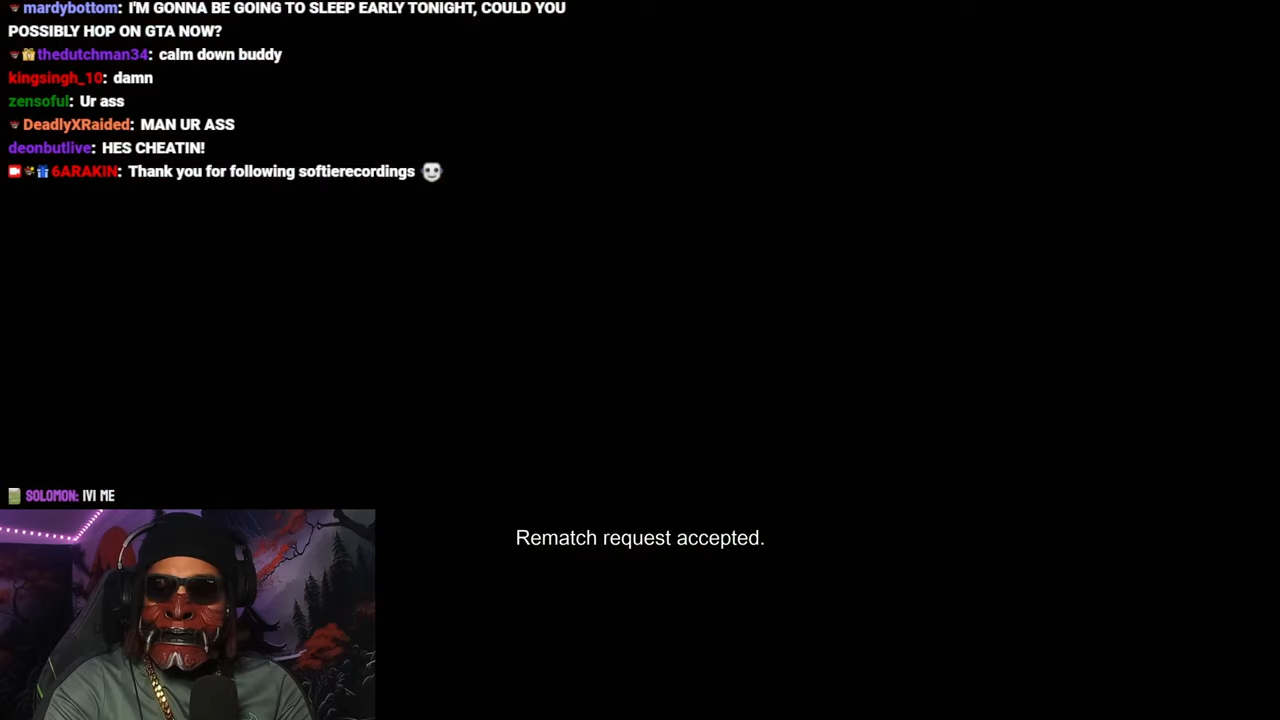 mardybottom: I'M GONNA BE GOING TO SLEEP EARLY TONIGHT, COULD YOU
POSSIBLY HOP ON GTA NOW?
thedutchman34: calm down buddy
kingsingh_10: damn
zensoful: Ur ass
DeadlyXRaided: MAN UR ASS
deonbutlive: HES CHEATIN!
6ARAKIN: Thank you for following softierecordings
SOLOMON: IVI ME
Rematch request accepted.